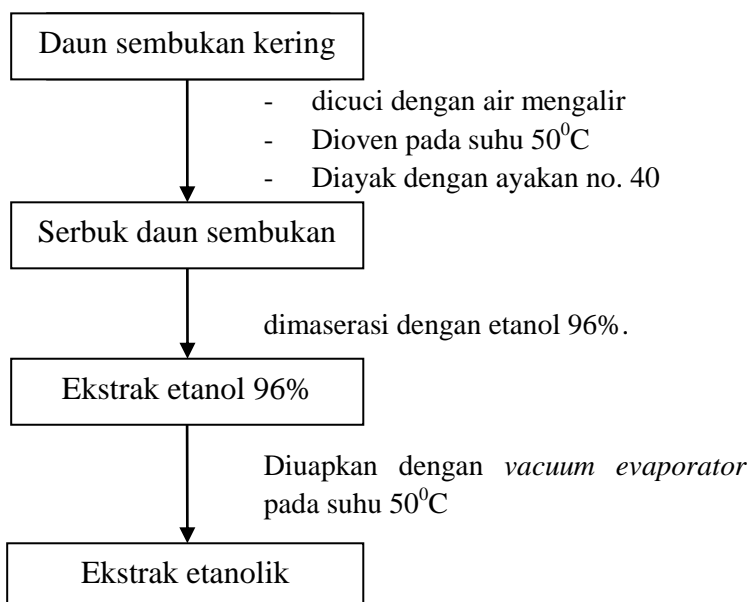 Daun sembukan kering
- dicuci dengan air mengalir
- Dioven pada suhu 50⁰C
- Diayak dengan ayakan no. 40
Serbuk daun sembukan
dimaserasi dengan etanol 96%.
Ekstrak etanol 96%
Diuapkan dengan vacuum evaporator
pada suhu 50⁰C
Ekstrak etanolik